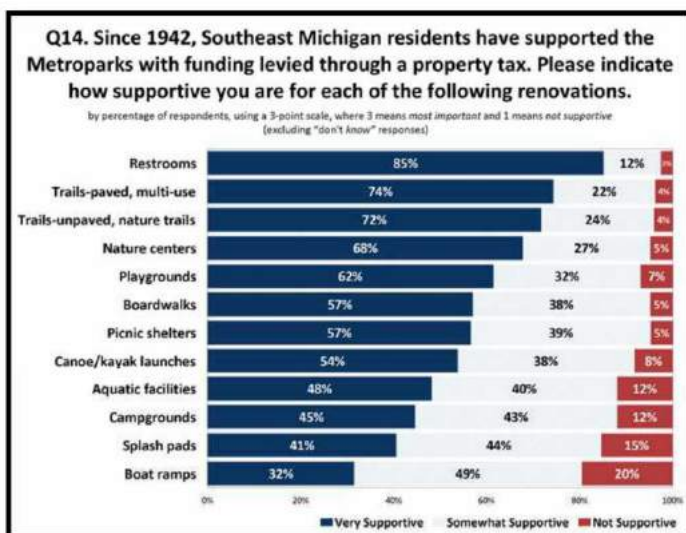 Q14. Since 1942, Southeast Michigan residents have supported the
Metroparks with funding levied through a property tax. Please indicate
how supportive you are for each of the following renovations.
by percentage of respondents, using a 3-point scale, where 3 means most important and 1 means not supportive
(excluding "don't know" responses)
Restrooms 85% 12%
Trails-paved, multi-use 74% 22% 4%
Trails-unpaved, nature trails 72% 24% 4%
Nature centers 68% 27% 5%
Playgrounds 62% 32% 7%
Boardwalks 57% 38% 5%
Picnic shelters 57% 39% 5%
Canoe/kayak launches 54% 38% 8%
Aquatic facilities 48% 40% 12%
Campgrounds 45% 43% 12%
Splash pads 41% 44% 15%
Boat ramps 32% 49% 20%
0% 20% 40% 60% 80% 100%
Very Supportive Somewhat Supportive Not Supportive